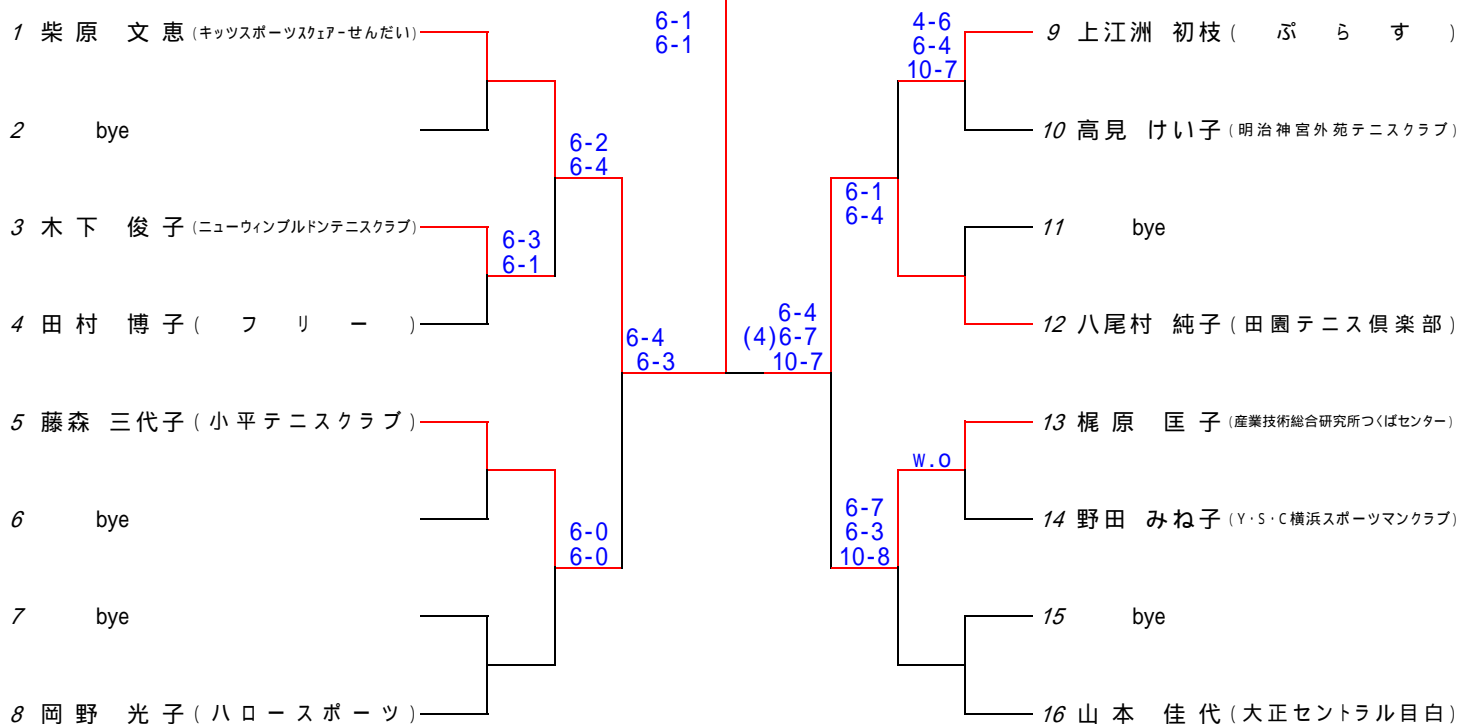 1 柴原 文恵 (キッツスポーツスクェアーせんだい)
2 bye
3 木下 俊子 (ニューウィンブルドンテニスクラブ)
4 田村 博子 (フリー)
5 藤森 三代子 (小平テニスクラブ)
6 bye
7 bye
8 岡野 光子 (ハロースポーツ)
6-3
6-1
6-2
6-4
6-0
6-0
6-4
6-3
6-1
6-1
6-4
(4)6-7
10-7
6-1
6-4
6-7
6-3
10-8
4-6
6-4
10-7
w.o
9 上江洲 初枝 (ぷらす)
10 高見 けい子 (明治神宮外苑テニスクラブ)
11 bye
12 八尾村 純子 (田園テニス倶楽部)
13 梶原 匡子 (産業技術総合研究所つくばセンター)
14 野田 みね子 (Y・S・C横浜スポーツマンクラブ)
15 bye
16 山本 佳代 (大正セントラル目白)